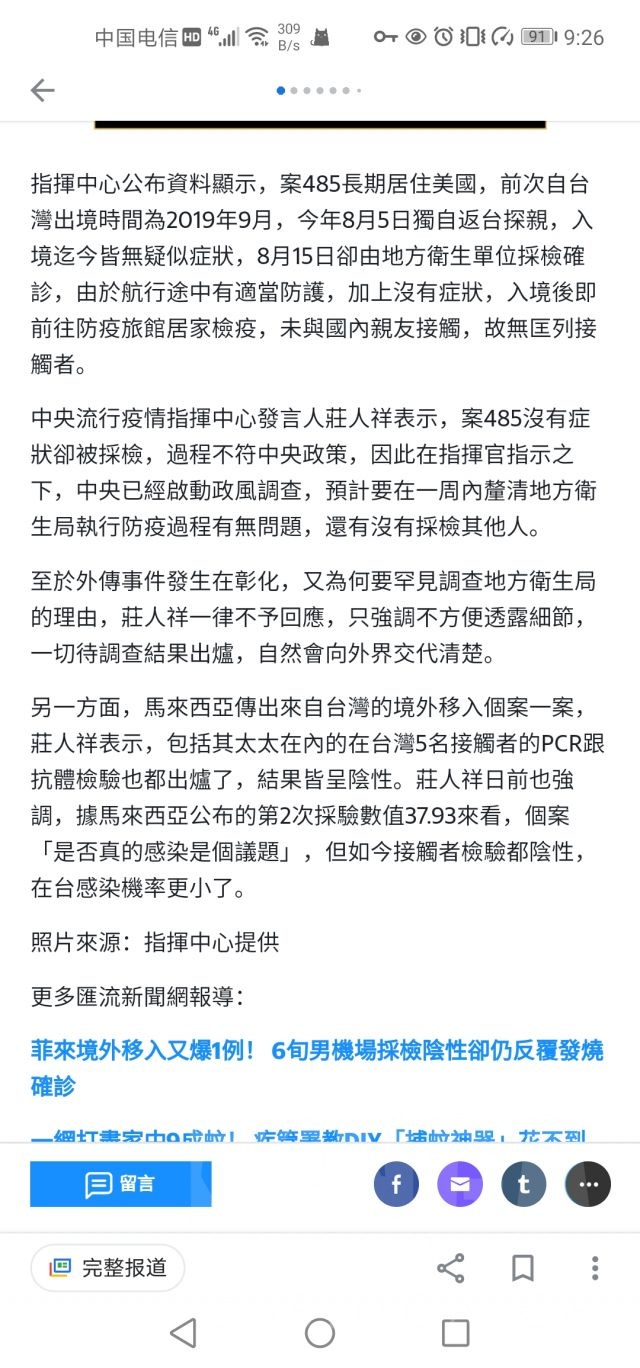 中国电信 HD 4G 309 B/s 91 9:26
指揮中心公布資料顯示，案485長期居住美國，前次自台
灣出境時間為2019年9月，今年8月5日獨自返台探親，入
境迄今皆無疑似症狀，8月15日卻由地方衛生單位採檢確
診，由於航行途中有適當防護，加上沒有症狀，入境後即
前往防疫旅館居家檢疫，未與國內親友接觸，故無匡列接
觸者。
中央流行疫情指揮中心發言人莊人祥表示，案485沒有症
狀卻被採檢，過程不符中央政策，因此在指揮官指示之
下，中央已經啟動政風調查，預計要在一周內釐清地方衛
生局執行防疫過程有無問題，還有沒有採檢其他人。
至於外傳事件發生在彰化，又為何要罕見調查地方衛生局
的理由，莊人祥一律不予回應，只強調不方便透露細節，
一切待調查結果出爐，自然會向外界交代清楚。
另一方面，馬來西亞傳出來自台灣的境外移入個案一案，
莊人祥表示，包括其太太在內的在台灣5名接觸者的PCR跟
抗體檢驗也都出爐了，結果皆呈陰性。莊人祥日前也強
調，據馬來西亞公布的第2次採驗數值37.93來看，個案
「是否真的感染是個議題」，但如今接觸者檢驗都陰性，
在台感染機率更小了。
照片來源：指揮中心提供
更多匯流新聞網報導：
菲來境外移入又爆1例！ 6旬男機場採檢陰性卻仍反覆發燒
確診
一網打盡家中9成蚊！ 疾管署教DIY「捕蚊神器」花不到
留言
f t
完整报道